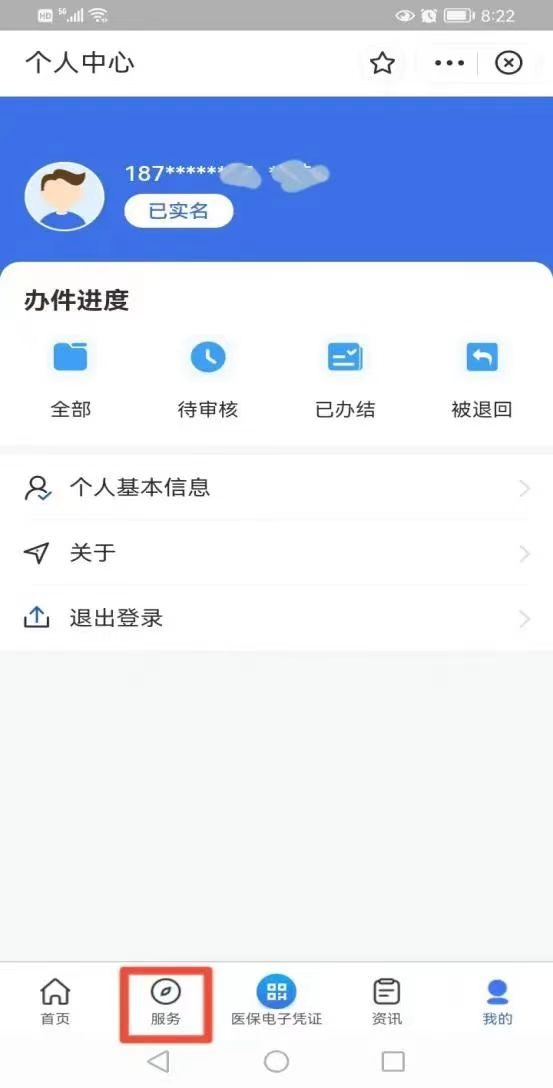 HD 5G 8:22
个人中心
187******
已实名
办件进度
全部 待审核 已办结 被退回
个人基本信息
关于
退出登录
首页 服务 医保电子凭证 资讯 我的